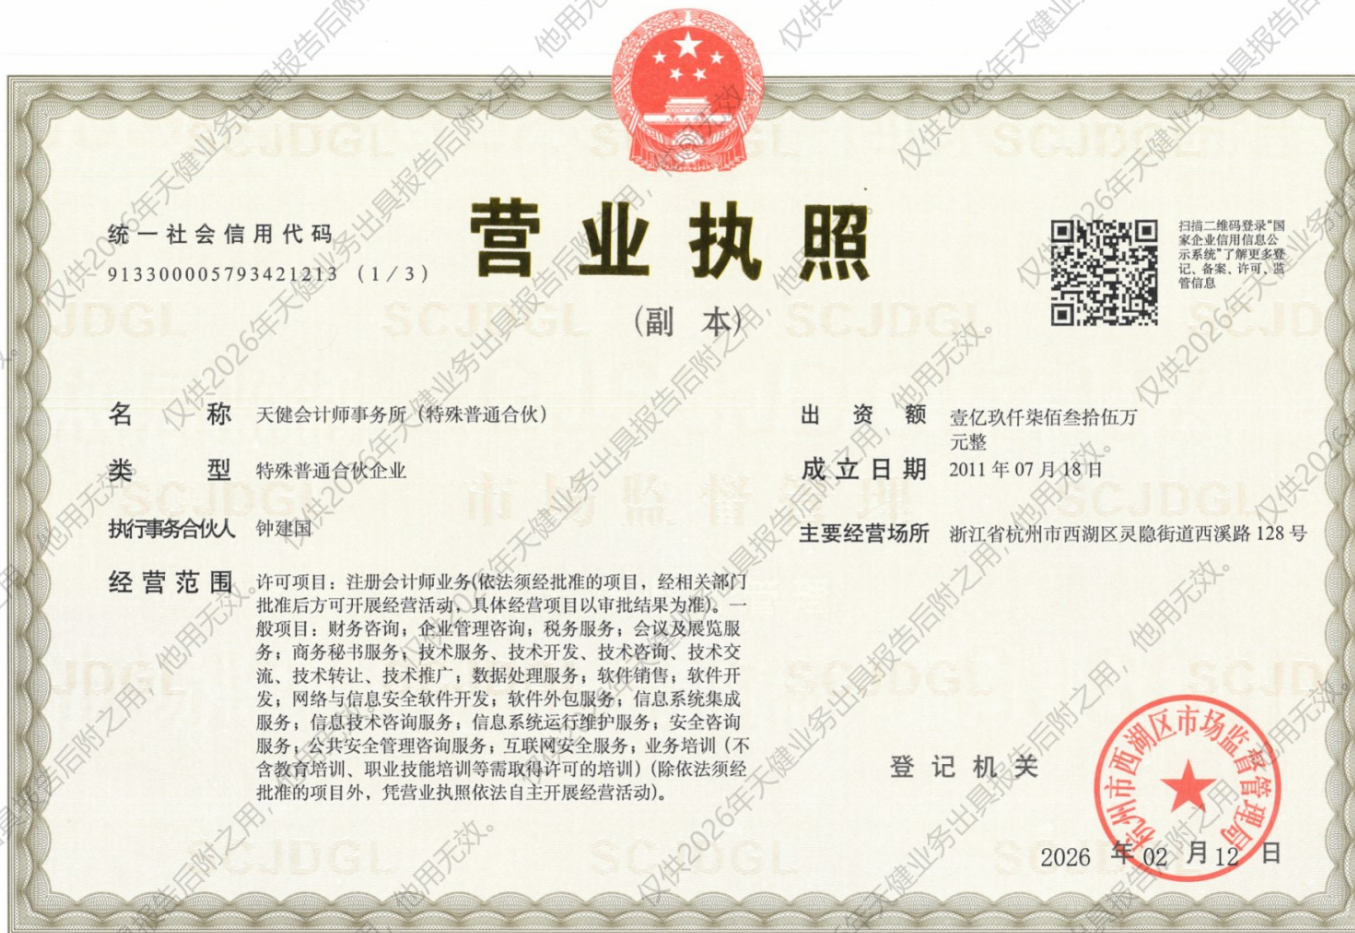 营业执照
(副 本)
统一社会信用代码
913300005793421213 (1/3)
扫描二维码登录"国
家企业信用信息公
示系统"了解更多登
记、备案、许可、监
管信息
名 称 天健会计师事务所（特殊普通合伙）
类 型 特殊普通合伙企业
执行事务合伙人 钟建国
经营范围 许可项目：注册会计师业务(依法须经批准的项目，经相关部门
批准后方可开展经营活动，具体经营项目以审批结果为准)。一
般项目：财务咨询；企业管理咨询；税务服务；会议及展览服
务；商务秘书服务；技术服务、技术开发、技术咨询、技术交
流、技术转让、技术推广；数据处理服务；软件销售；软件开
发；网络与信息安全软件开发；软件外包服务；信息系统集成
服务；信息技术咨询服务；信息系统运行维护服务；安全咨询
服务；公共安全管理咨询服务；互联网安全服务；业务培训（不
含教育培训、职业技能培训等需取得许可的培训）(除依法须经
批准的项目外，凭营业执照依法自主开展经营活动)。
出 资 额 壹亿玖仟柒佰叁拾伍万
元整
成立日期 2011 年 07 月 18 日
主要经营场所 浙江省杭州市西湖区灵隐街道西溪路 128 号
登记机关
杭州市西湖区市场监督管理局
2026 年 02 月 12 日
市场监督管理
SCJDGL
仅供2026年天健业务出具报告后附之用，他用无效。